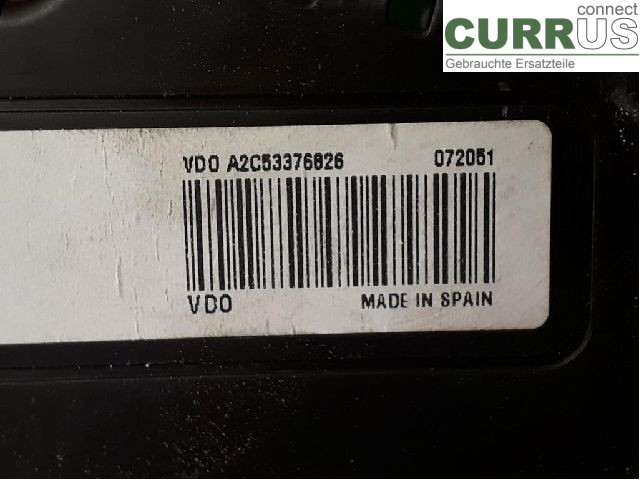 connect
CURRUS
Gebrauchte Ersatzteile
VDO A2C53376826 072051
VDO MADE IN SPAIN